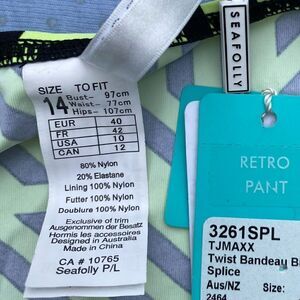 SIZE TO FIT
14
Bust- 97cm
Waist- 77cm
Hips- 107cm
EUR 40
FR 42
USA 10
CAN 12
80% Nylon
20% Elastane
Lining 100% Nylon
Futter 100% Nylon
Doublure 100% Nylon
Exclusive of trim
Ausgenommen der Besatz
Hormis les accessoires
Designed in Australia
Made in China
CA # 10765
Seafolly P/L
SEAFOLLY
RETRO
PANT
3261SPL
TJMAXX
Twist Bandeau B
Splice
Aus/NZ Size:
2464